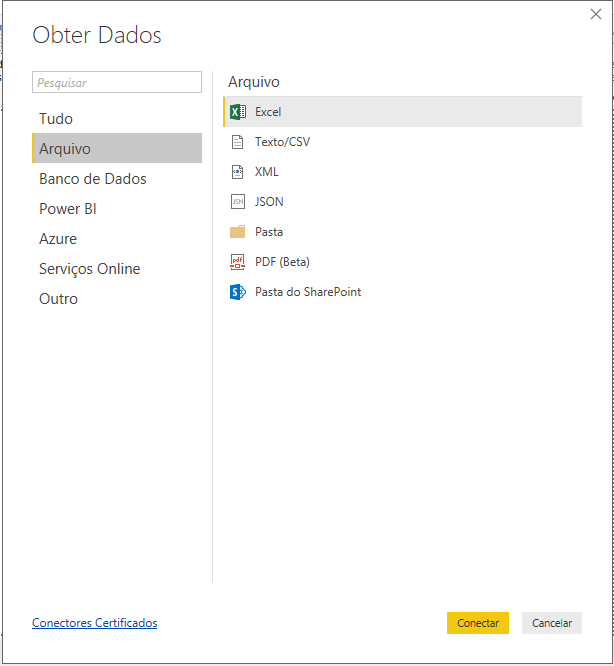 Obter Dados
Pesquisar
Tudo
Arquivo
Banco de Dados
Power BI
Azure
Serviços Online
Outro
Arquivo
Excel
Texto/CSV
XML
JSON
Pasta
PDF (Beta)
Pasta do SharePoint
Conectores Certificados
Conectar
Cancelar